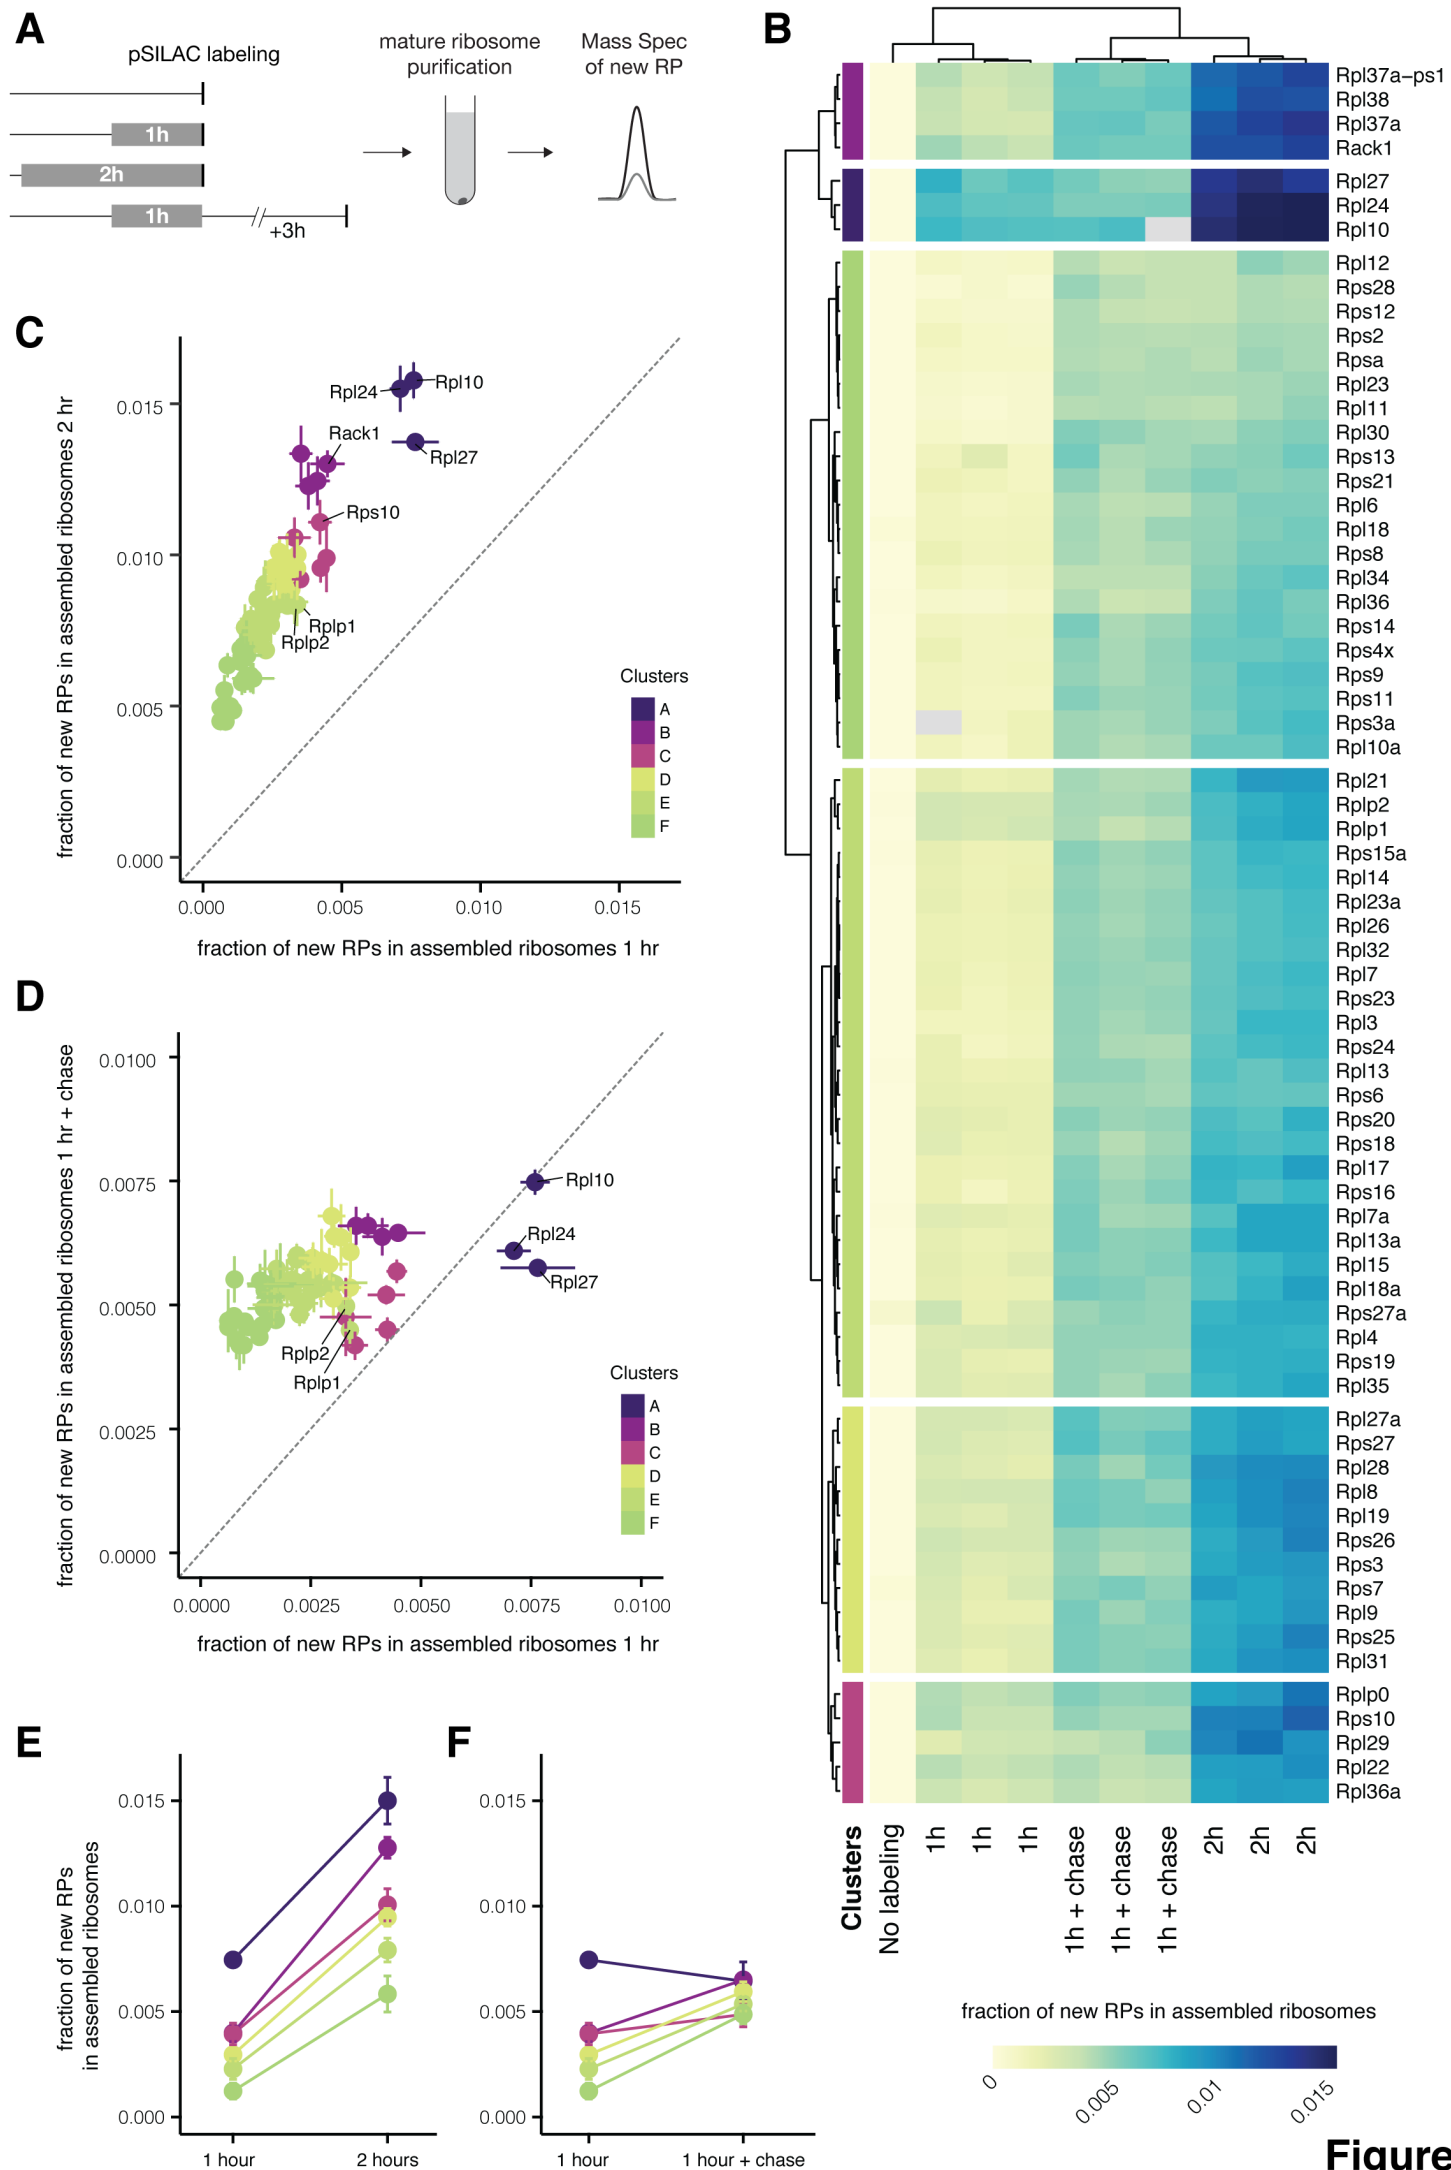 A
pSILAC labeling
1h
2h
1h
+3h
mature ribosome
purification
Mass Spec
of new RP
B
Rpl37a–ps1
Rpl38
Rpl37a
Rack1
Rpl27
Rpl24
Rpl10
Rpl12
Rps28
Rps12
Rps2
Rpsa
Rpl23
Rpl11
Rpl30
Rps13
Rps21
Rpl6
Rpl18
Rps8
Rpl34
Rpl36
Rps14
Rps4x
Rps9
Rps11
Rps3a
Rpl10a
Rpl21
Rplp2
Rplp1
Rps15a
Rpl14
Rpl23a
Rpl26
Rpl32
Rpl7
Rps23
Rpl3
Rps24
Rpl13
Rps6
Rps20
Rps18
Rpl17
Rps16
Rpl7a
Rpl13a
Rpl15
Rpl18a
Rps27a
Rpl4
Rps19
Rpl35
Rpl27a
Rps27
Rpl28
Rpl8
Rpl19
Rps26
Rps3
Rps7
Rpl9
Rps25
Rpl31
Rplp0
Rps10
Rpl29
Rpl22
Rpl36a
Clusters
No labeling
1h
1h
1h
1h + chase
1h + chase
1h + chase
2h
2h
2h
fraction of new RPs in assembled ribosomes
0
0.005
0.01
0.015
C
fraction of new RPs in assembled ribosomes 2 hr
0.015
0.010
0.005
0.000
Rpl24
Rpl10
Rack1
Rpl27
Rps10
Rplp1
Rplp2
Clusters
A
B
C
D
E
F
0.000
0.005
0.010
0.015
fraction of new RPs in assembled ribosomes 1 hr
D
fraction of new RPs in assembled ribosomes 1 hr + chase
0.0100
0.0075
0.0050
0.0025
0.0000
Rpl10
Rpl24
Rpl27
Rplp2
Rplp1
Clusters
A
B
C
D
E
F
0.0000
0.0025
0.0050
0.0075
0.0100
fraction of new RPs in assembled ribosomes 1 hr
E
fraction of new RPs
in assembled ribosomes
0.015
0.010
0.005
0.000
1 hour
2 hours
F
0.015
0.010
0.005
0.000
1 hour
1 hour + chase
Figure